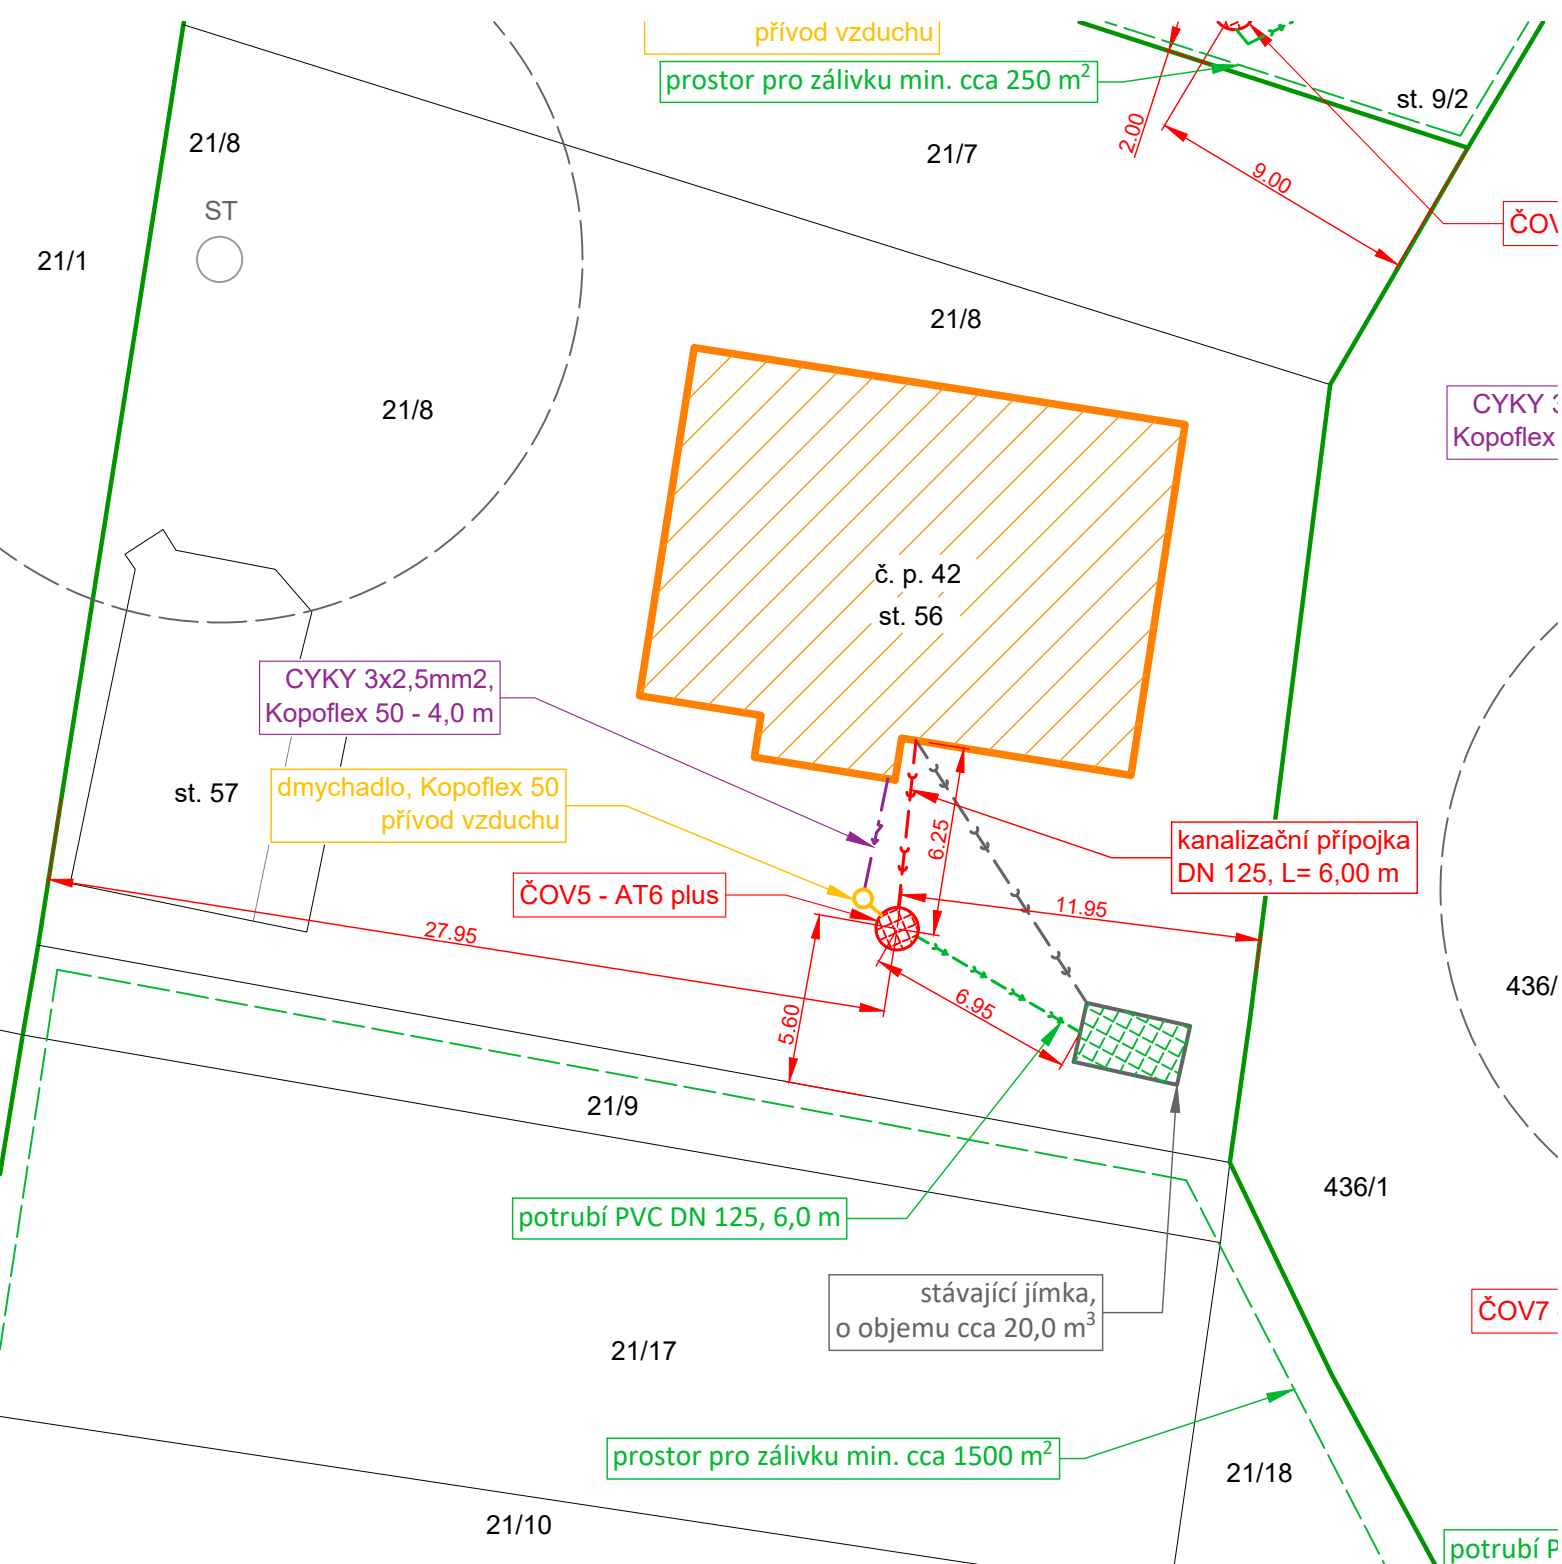 přívod vzduchu
prostor pro zálivku min. cca 250 m²
st. 9/2
2.00
21/8
21/7
9.00
ST
ČOV
21/1
21/8
CYKY 3
Kopoflex
21/8
č. p. 42
st. 56
CYKY 3x2,5mm2,
Kopoflex 50 - 4,0 m
st. 57
dmychadlo, Kopoflex 50
přívod vzduchu
6.25
kanalizační přípojka
DN 125, L= 6,00 m
ČOV5 - AT6 plus
11.95
27.95
6.95
5.60
436/
21/9
436/1
potrubí PVC DN 125, 6,0 m
stávající jímka,
o objemu cca 20,0 m³
ČOV7
21/17
prostor pro zálivku min. cca 1500 m²
21/18
21/10
potrubí P